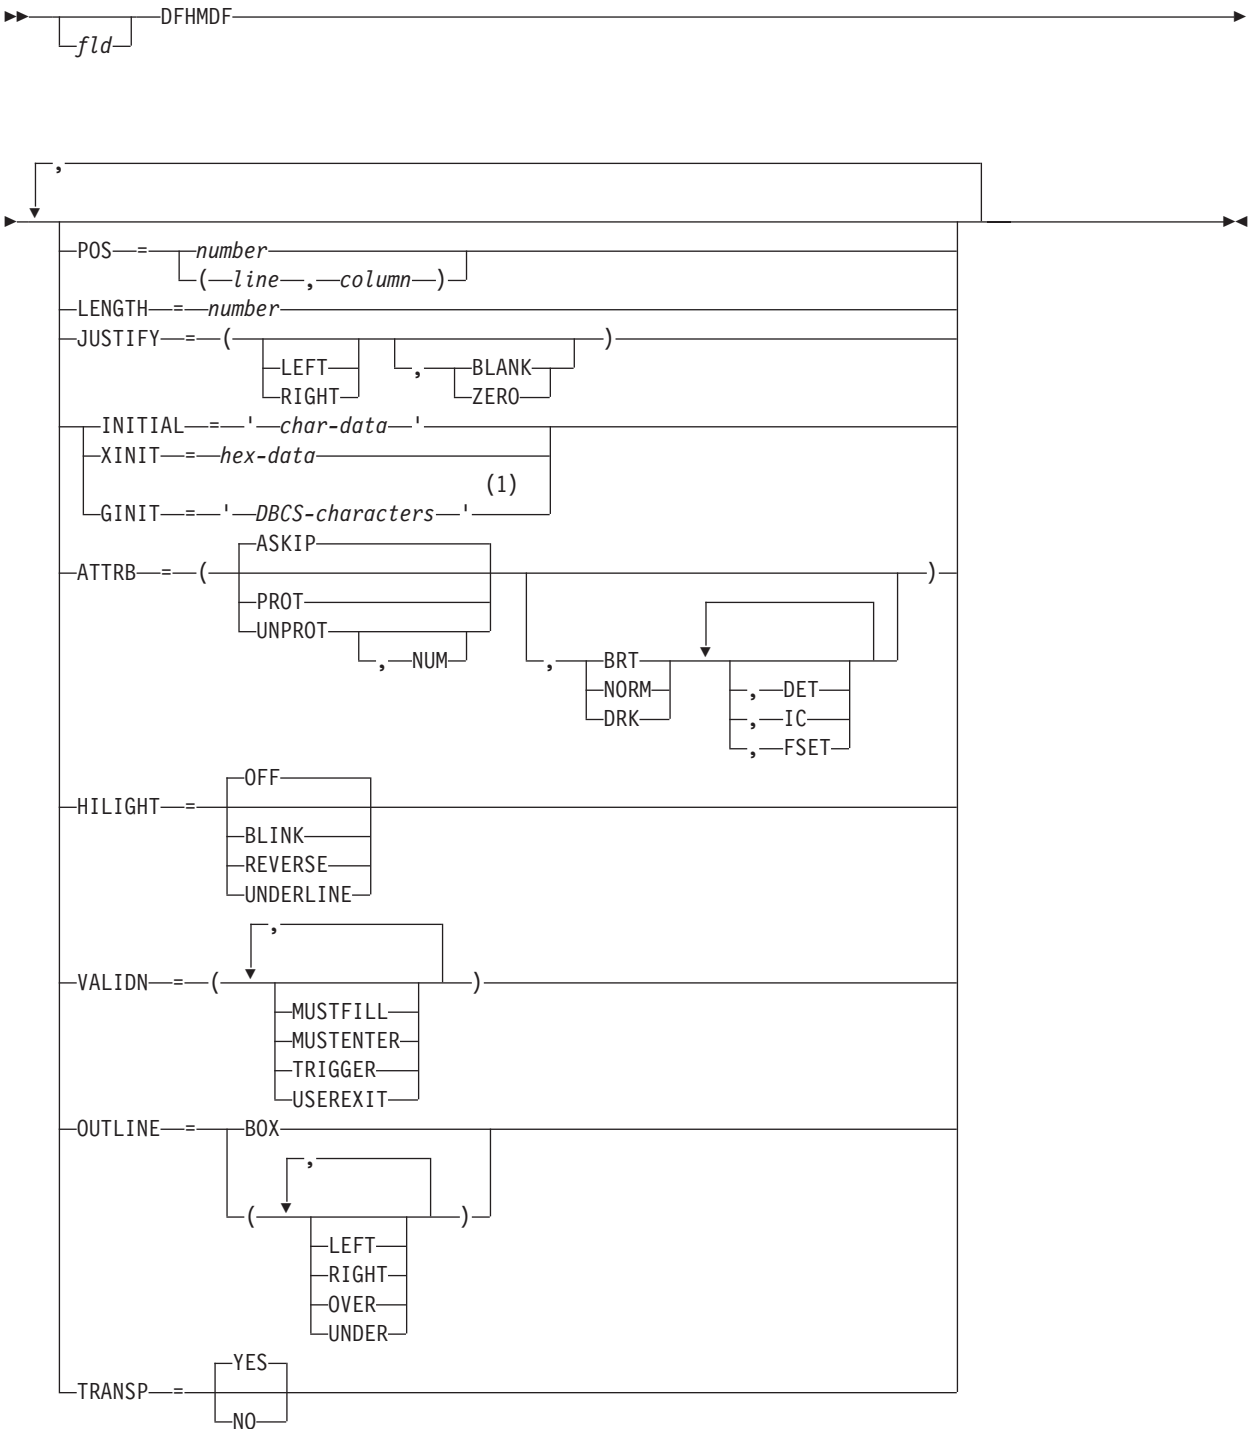 DFHMDF
fld
,
POS = number
( line , column )
LENGTH = number
JUSTIFY = ( )
LEFT , BLANK
RIGHT ZERO
INITIAL = ' char-data '
XINIT = hex-data
(1)
GINIT = ' DBCS-characters '
ASKIP
ATTRB = ( )
PROT
UNPROT
, NUM , BRT
NORM , DET
DRK , IC
, FSET
OFF
HILIGHT =
BLINK
REVERSE
UNDERLINE
,
VALIDN = ( )
MUSTFILL
MUSTENTER
TRIGGER
USEREXIT
OUTLINE = BOX
,
( )
LEFT
RIGHT
OVER
UNDER
YES
TRANSP =
NO